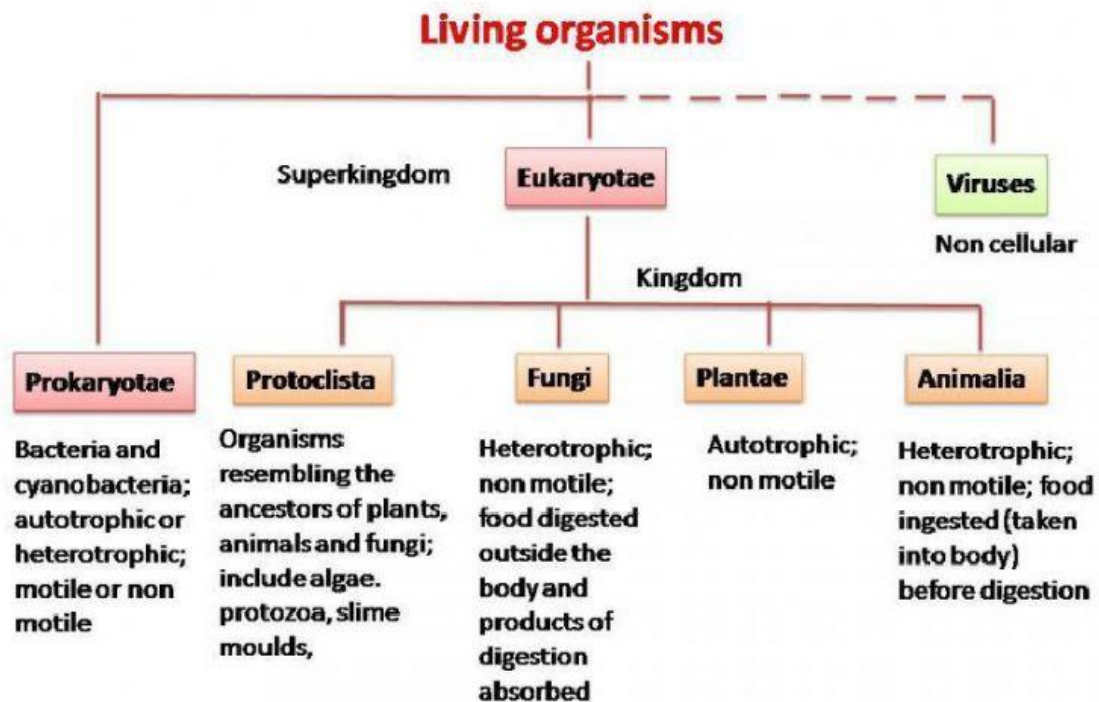 Living organisms
Superkingdom
Eukaryotae
Viruses
Non cellular
Kingdom
Prokaryotae
Bacteria and
cyanobacteria;
autotrophic or
heterotrophic;
motile or non
motile
Protoclista
Organisms
resembling the
ancestors of plants,
animals and fungi;
include algae.
protozoa, slime
moulds,
Fungi
Heterotrophic;
non motile;
food digested
outside the
body and
products of
digestion
absorbed
Plantae
Autotrophic;
non motile
Animalia
Heterotrophic;
non motile; food
ingested (taken
into body)
before digestion